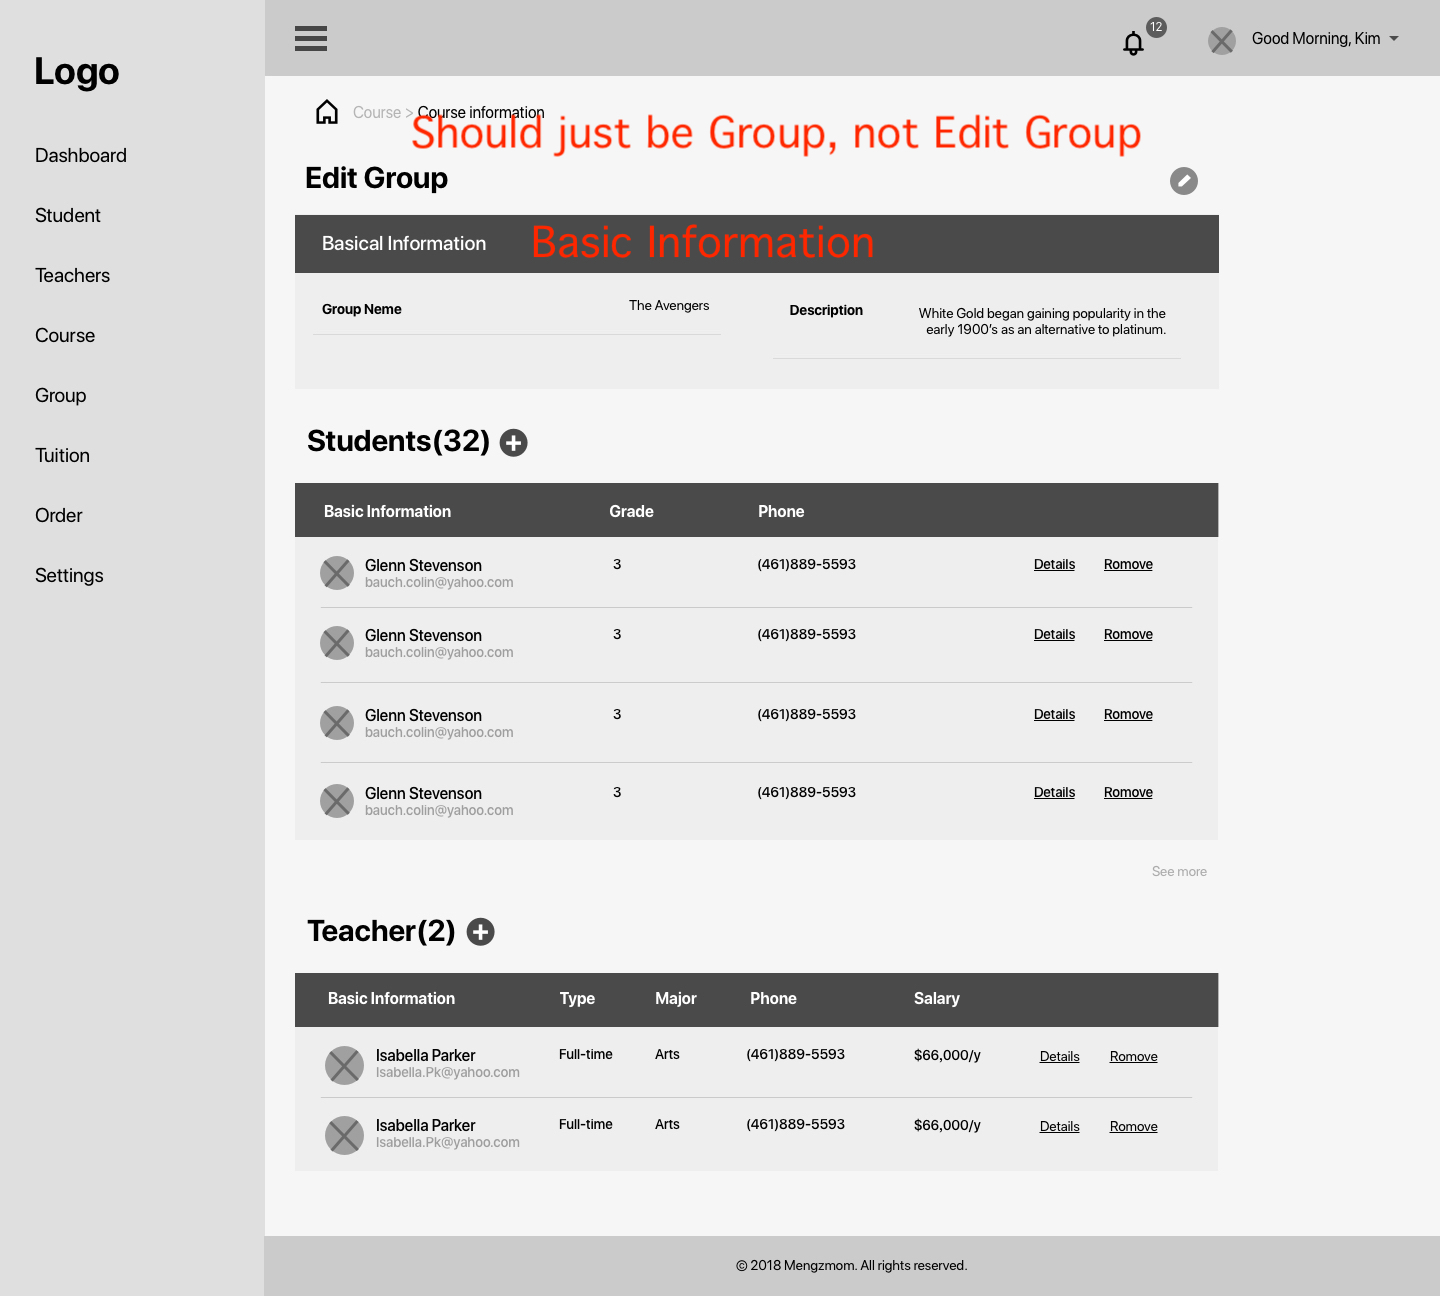 Logo
Dashboard
Student
Teachers
Course
Group
Tuition
Order
Settings
12
Good Morning, Kim
Course > Course information
Should just be Group, not Edit Group
Edit Group
Basical Information
Basic Information
Group Name
The Avengers
Description
White Gold began gaining popularity in the
early 1900's as an alternative to platinum.
Students(32)
Basic Information Grade Phone
Glenn Stevenson 3 (461)889-5593 Details Romove
bauch.colin@yahoo.com
Glenn Stevenson 3 (461)889-5593 Details Romove
bauch.colin@yahoo.com
Glenn Stevenson 3 (461)889-5593 Details Romove
bauch.colin@yahoo.com
Glenn Stevenson 3 (461)889-5593 Details Romove
bauch.colin@yahoo.com
See more
Teacher(2)
Basic Information Type Major Phone Salary
Isabella Parker Full-time Arts (461)889-5593 $66,000/y Details Romove
Isabella.Pk@yahoo.com
Isabella Parker Full-time Arts (461)889-5593 $66,000/y Details Romove
Isabella.Pk@yahoo.com
© 2018 Mengzmom. All rights reserved.